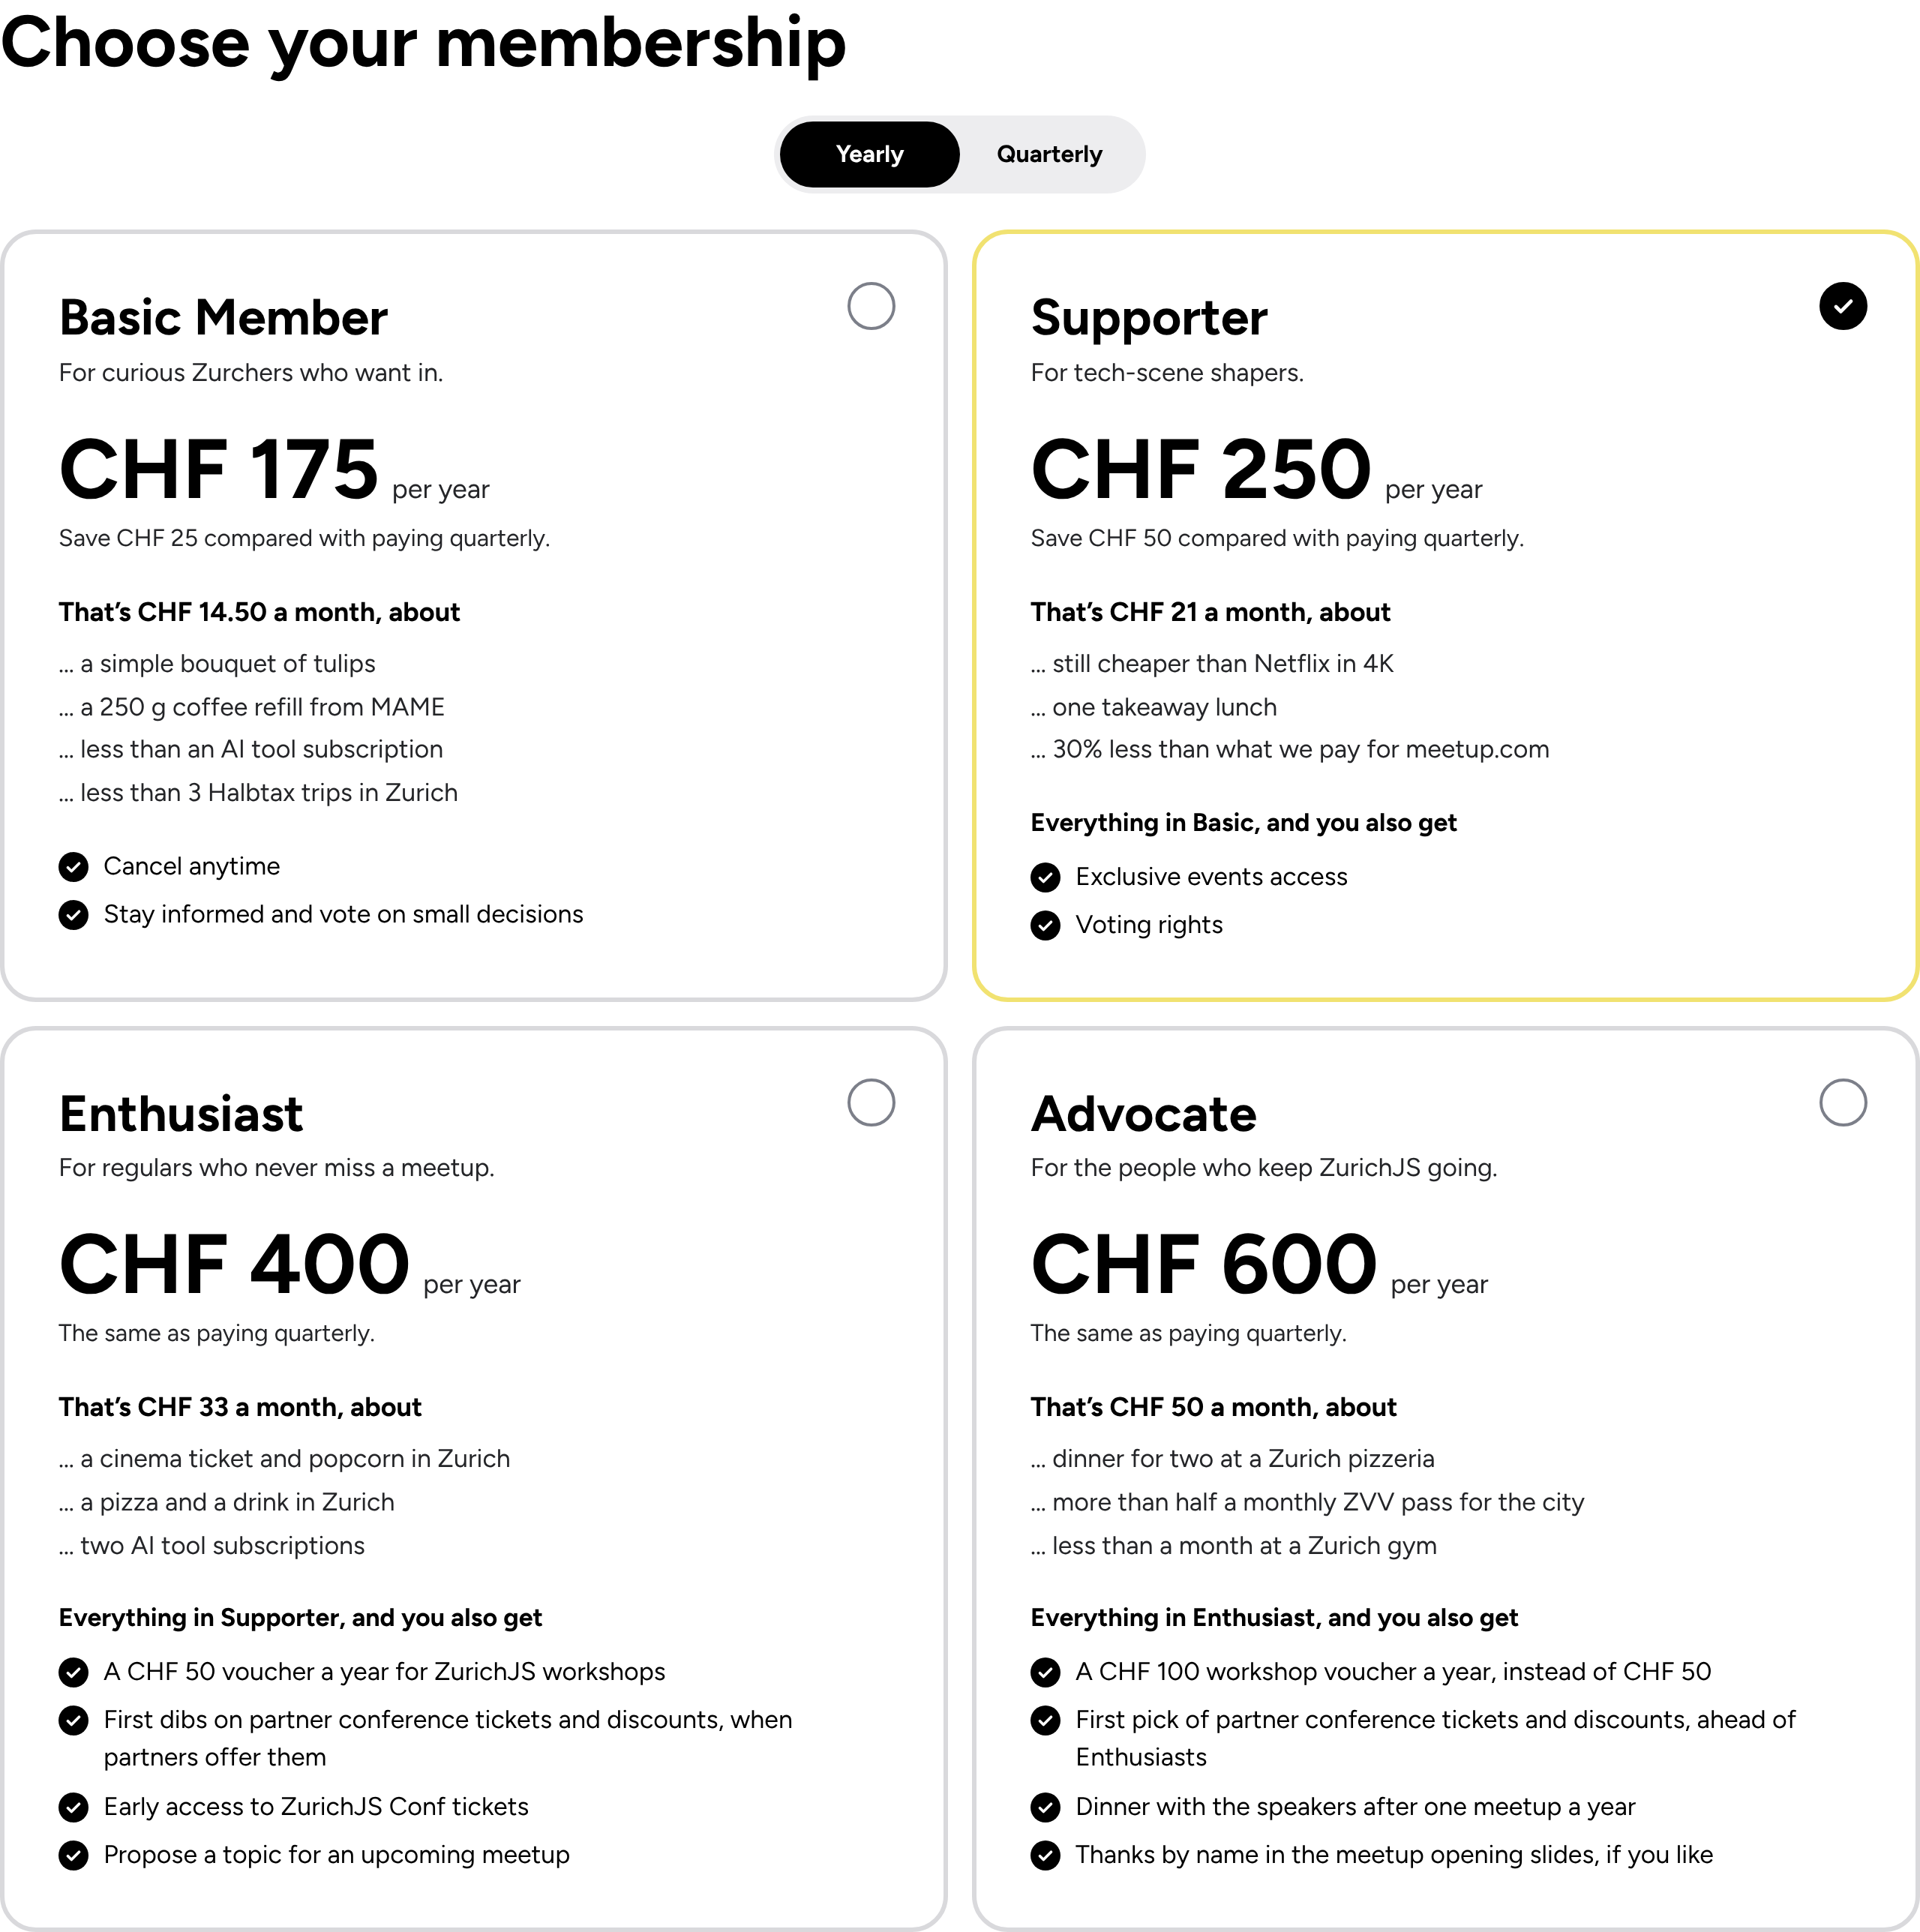 Choose your membership
Yearly
Quarterly
Basic Member
For curious Zurchers who want in.
CHF 175 per year
Save CHF 25 compared with paying quarterly.
That’s CHF 14.50 a month, about
... a simple bouquet of tulips
... a 250 g coffee refill from MAME
... less than an AI tool subscription
... less than 3 Halbtax trips in Zurich
Cancel anytime
Stay informed and vote on small decisions
Supporter
For tech-scene shapers.
CHF 250 per year
Save CHF 50 compared with paying quarterly.
That’s CHF 21 a month, about
... still cheaper than Netflix in 4K
... one takeaway lunch
... 30% less than what we pay for meetup.com
Everything in Basic, and you also get
Exclusive events access
Voting rights
Enthusiast
For regulars who never miss a meetup.
CHF 400 per year
The same as paying quarterly.
That’s CHF 33 a month, about
... a cinema ticket and popcorn in Zurich
... a pizza and a drink in Zurich
... two AI tool subscriptions
Everything in Supporter, and you also get
A CHF 50 voucher a year for ZurichJS workshops
First dibs on partner conference tickets and discounts, when
partners offer them
Early access to ZurichJS Conf tickets
Propose a topic for an upcoming meetup
Advocate
For the people who keep ZurichJS going.
CHF 600 per year
The same as paying quarterly.
That’s CHF 50 a month, about
... dinner for two at a Zurich pizzeria
... more than half a monthly ZVV pass for the city
... less than a month at a Zurich gym
Everything in Enthusiast, and you also get
A CHF 100 workshop voucher a year, instead of CHF 50
First pick of partner conference tickets and discounts, ahead of
Enthusiasts
Dinner with the speakers after one meetup a year
Thanks by name in the meetup opening slides, if you like